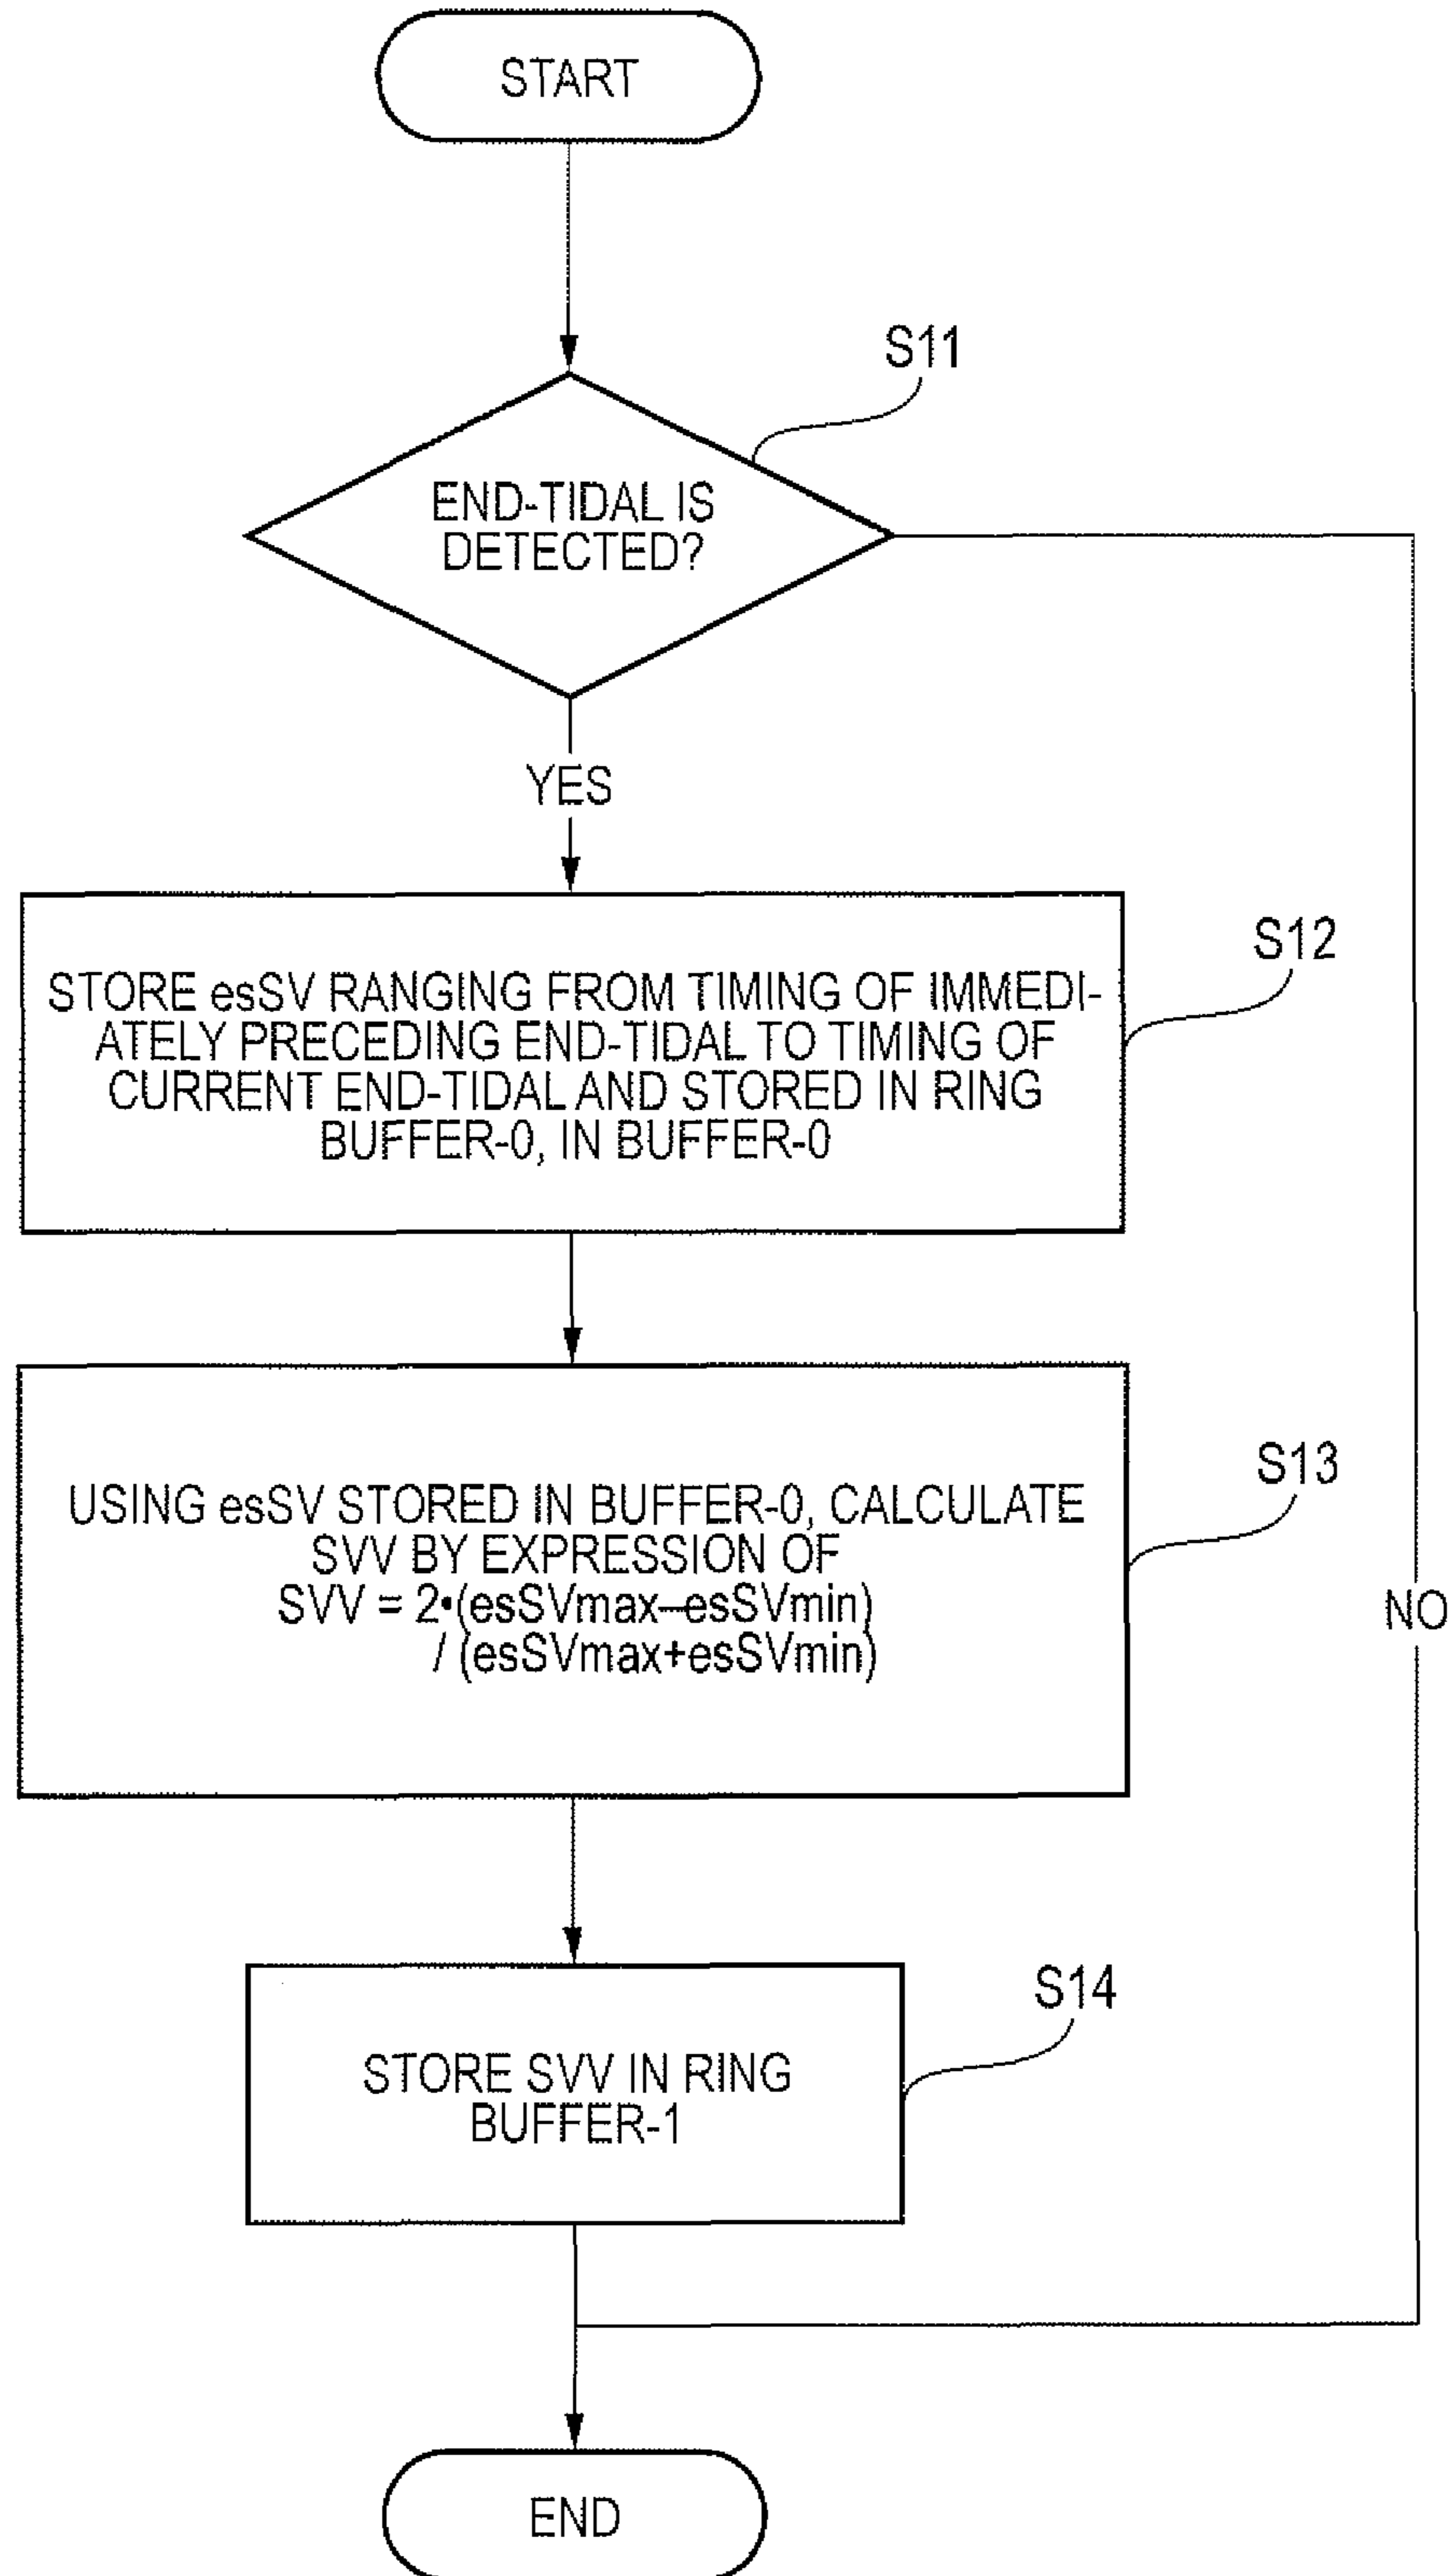 START
S11
END-TIDAL IS
DETECTED?
YES
S12
STORE esSV RANGING FROM TIMING OF IMMEDI-
ATELY PRECEDING END-TIDAL TO TIMING OF
CURRENT END-TIDAL AND STORED IN RING
BUFFER-0, IN BUFFER-0
S13
USING esSV STORED IN BUFFER-0, CALCULATE
SVV BY EXPRESSION OF
SVV = 2•(esSVmax–esSVmin)
/ (esSVmax+esSVmin)
NO
S14
STORE SVV IN RING
BUFFER-1
END